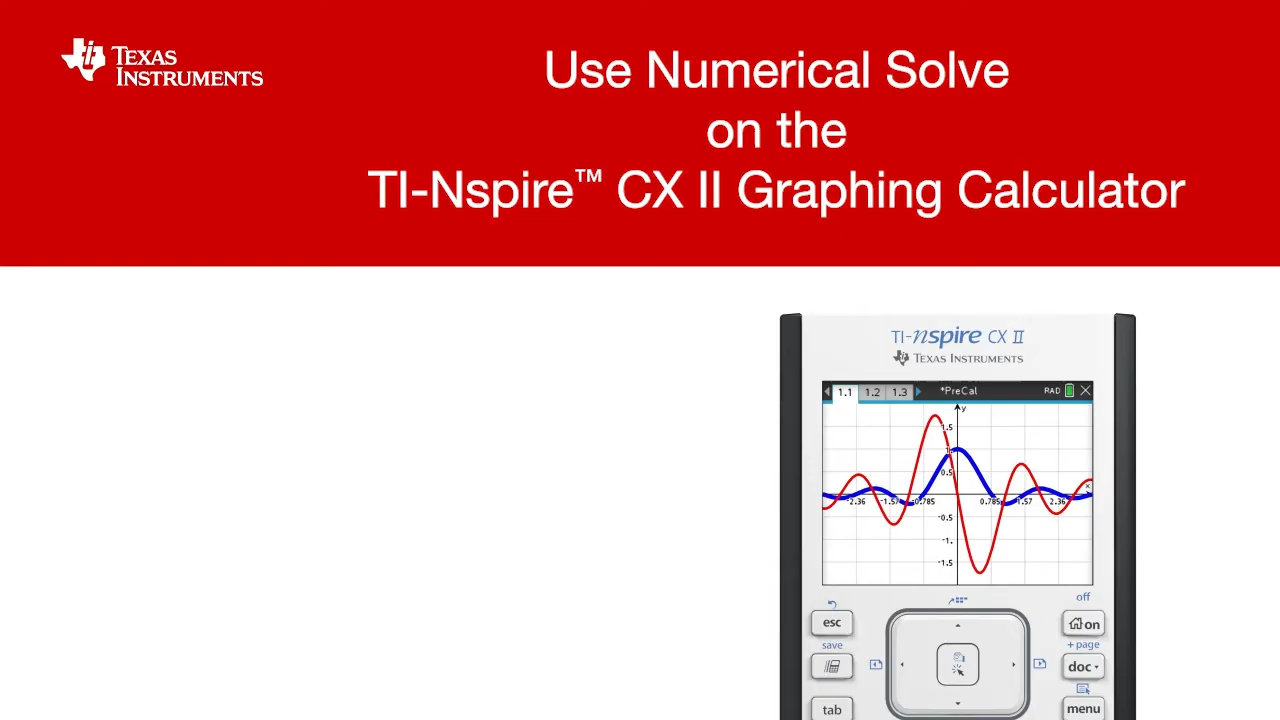 TEXAS
INSTRUMENTS
Use Numerical Solve
on the
TI-Nspire™ CX II Graphing Calculator
TI-nspire CX II
TEXAS INSTRUMENTS
1.1 1.2 1.3 *PreCal RAD
y
1.5
1
0.5
x
-2.36 -1.57 -0.785 0.785 1.57 2.36
-0.5
-1.
-1.5
off
esc
on
save
+ page
doc
tab
menu